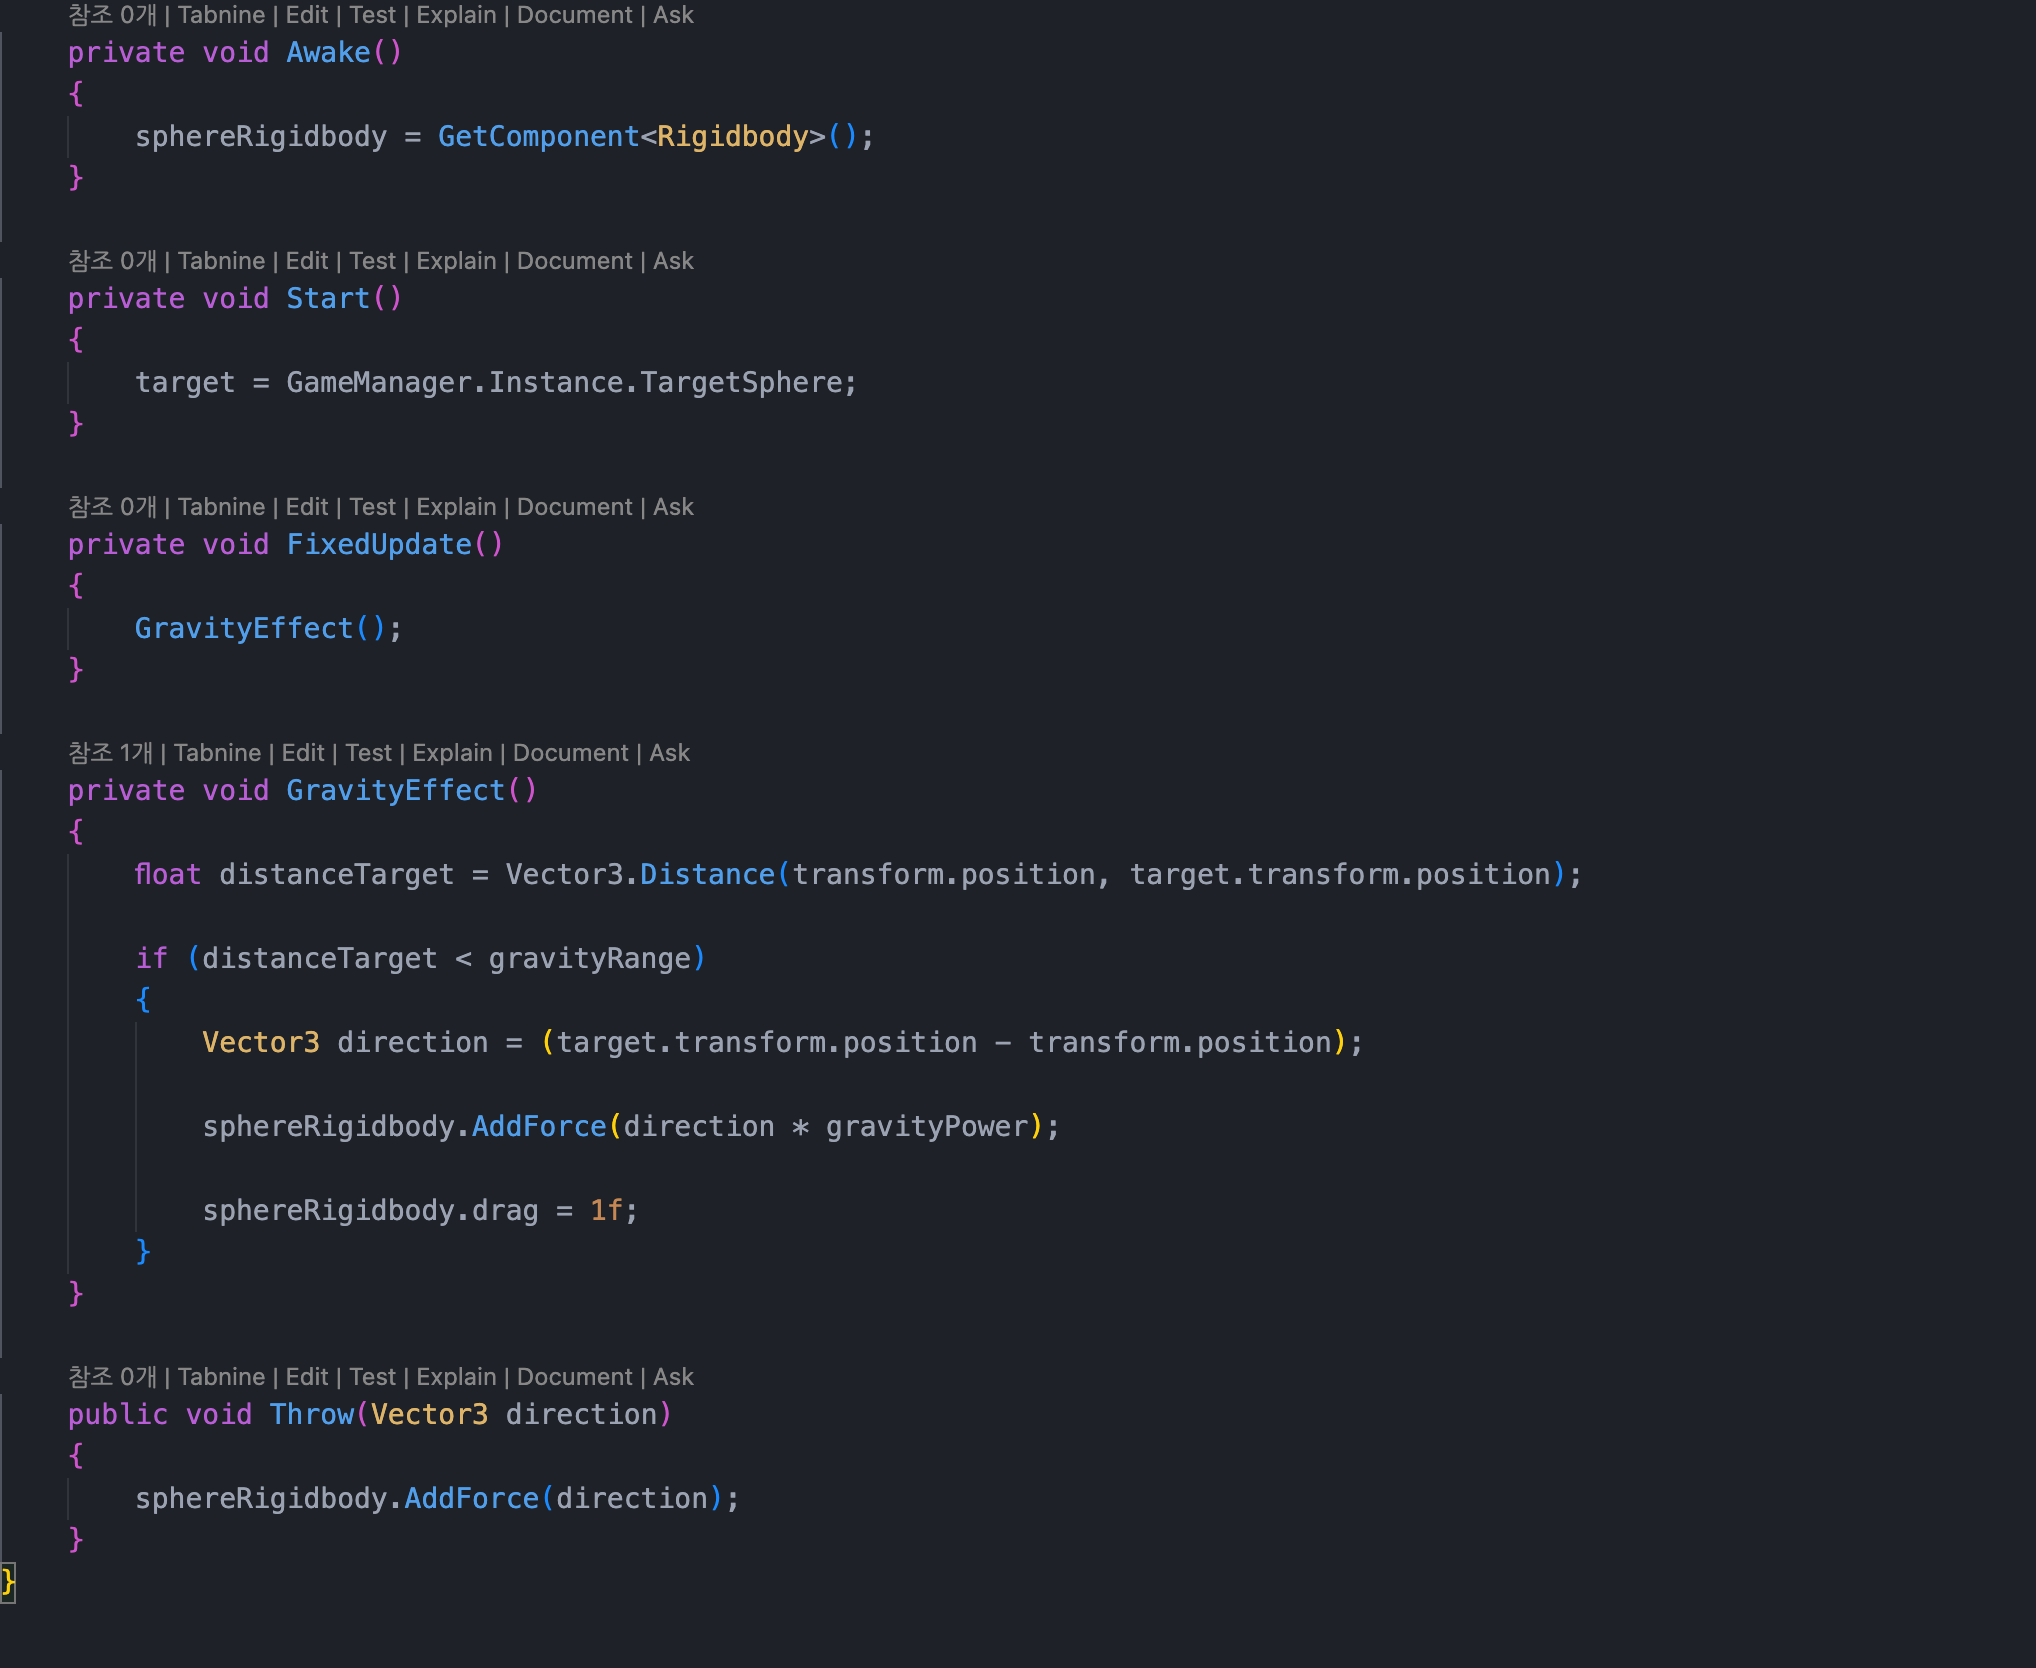 참조 0개 | Tabnine | Edit | Test | Explain | Document | Ask
private void Awake()
{
sphereRigidbody = GetComponent<Rigidbody>();
}
참조 0개 | Tabnine | Edit | Test | Explain | Document | Ask
private void Start()
{
target = GameManager.Instance.TargetSphere;
}
참조 0개 | Tabnine | Edit | Test | Explain | Document | Ask
private void FixedUpdate()
{
GravityEffect();
}
참조 1개 | Tabnine | Edit | Test | Explain | Document | Ask
private void GravityEffect()
{
float distanceTarget = Vector3.Distance(transform.position, target.transform.position);
if (distanceTarget < gravityRange)
{
Vector3 direction = (target.transform.position - transform.position);
sphereRigidbody.AddForce(direction * gravityPower);
sphereRigidbody.drag = 1f;
}
}
참조 0개 | Tabnine | Edit | Test | Explain | Document | Ask
public void Throw(Vector3 direction)
{
sphereRigidbody.AddForce(direction);
}
}